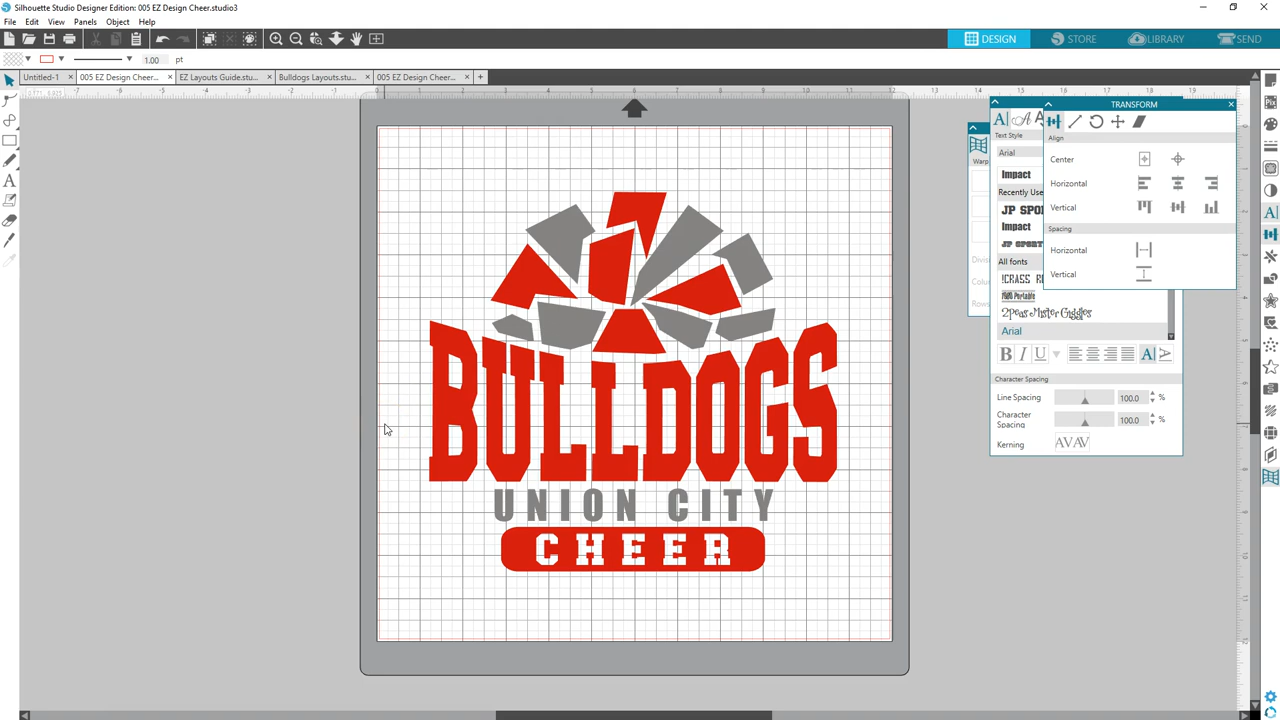 Silhouette Studio Designer Edition: 005 EZ Design Cheer.studio3
File Edit View Panels Object Help
DESIGN STORE LIBRARY SEND
1.00 pt
Untitled-1 005 EZ Design Cheer... EZ Layouts Guide.stu... Bulldogs Layouts.stu... 005 EZ Design Cheer...
TRANSFORM
Text Style
Align
Arial
Warp
Center
Impact
Horizontal
Recently Use
JP SPO
Vertical
Impact
Spacing
JP SPORT
Horizontal
All fonts
Vertical
2peas Mister Giggles
Arial
B I U
Character Spacing
Line Spacing 100.0 %
Character Spacing 100.0 %
Kerning AVAV
BULLDOGS
UNION CITY
CHEER